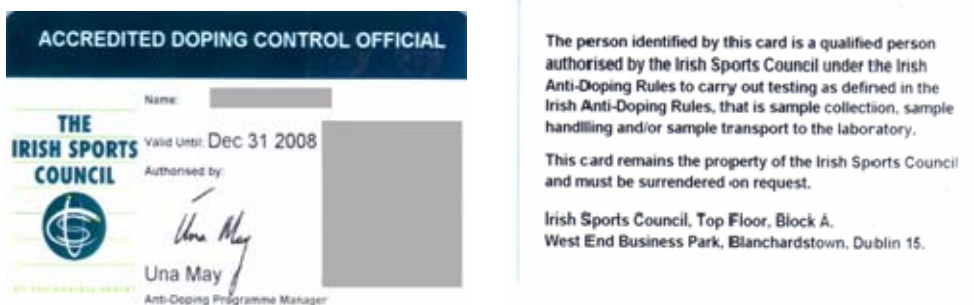 ACCREDITED DOPING CONTROL OFFICIAL
Name:
THE
IRISH SPORTS
COUNCIL
Valid Until: Dec 31 2008
Authorised by:
Una May
Una May
Anti-Doping Programme Manager
The person identified by this card is a qualified person
authorised by the Irish Sports Council under the Irish
Anti-Doping Rules to carry out testing as defined in the
Irish Anti-Doping Rules, that is sample collection, sample
handlling and/or sample transport to the laboratory.
This card remains the property of the Irish Sports Council
and must be surrendered on request.
Irish Sports Council, Top Floor, Block A.
West End Business Park, Blanchardstown, Dublin 15.